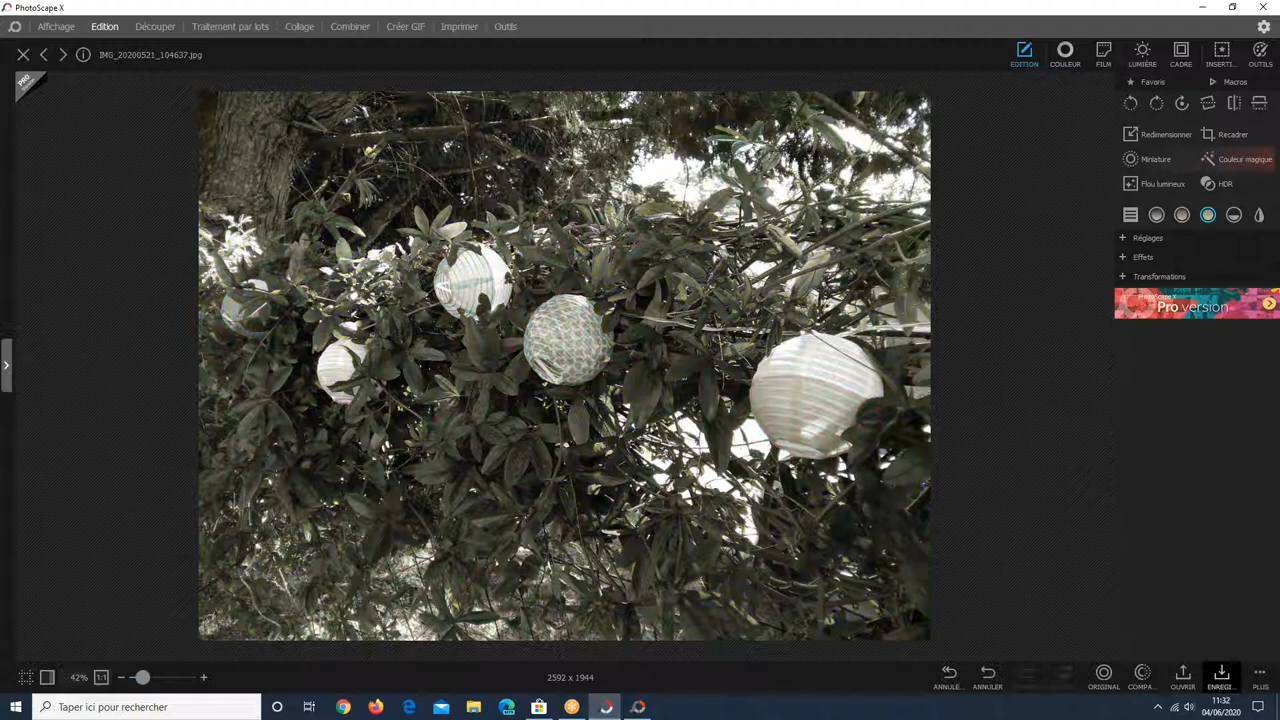 PhotoScape X
Affichage Edition Découper Traitement par lots Collage Combiner Créer GIF Imprimer Outils
IMG_20200521_104637.jpg
EDITION COULEUR FILM LUMIÈRE CADRE INSERTI... OUTILS
PRO
Favoris Macros
Redimensionner Recadrer
Miniature Couleur magique
Flou lumineux HDR
Réglages
Effets
Transformations
PhotoScape X
Pro version
42% 1:1 2592 x 1944
ANNULE... ANNULER ORIGINAL COMPA... OUVRIR ENREGI... PLUS
Taper ici pour rechercher
11:32
04/06/2020